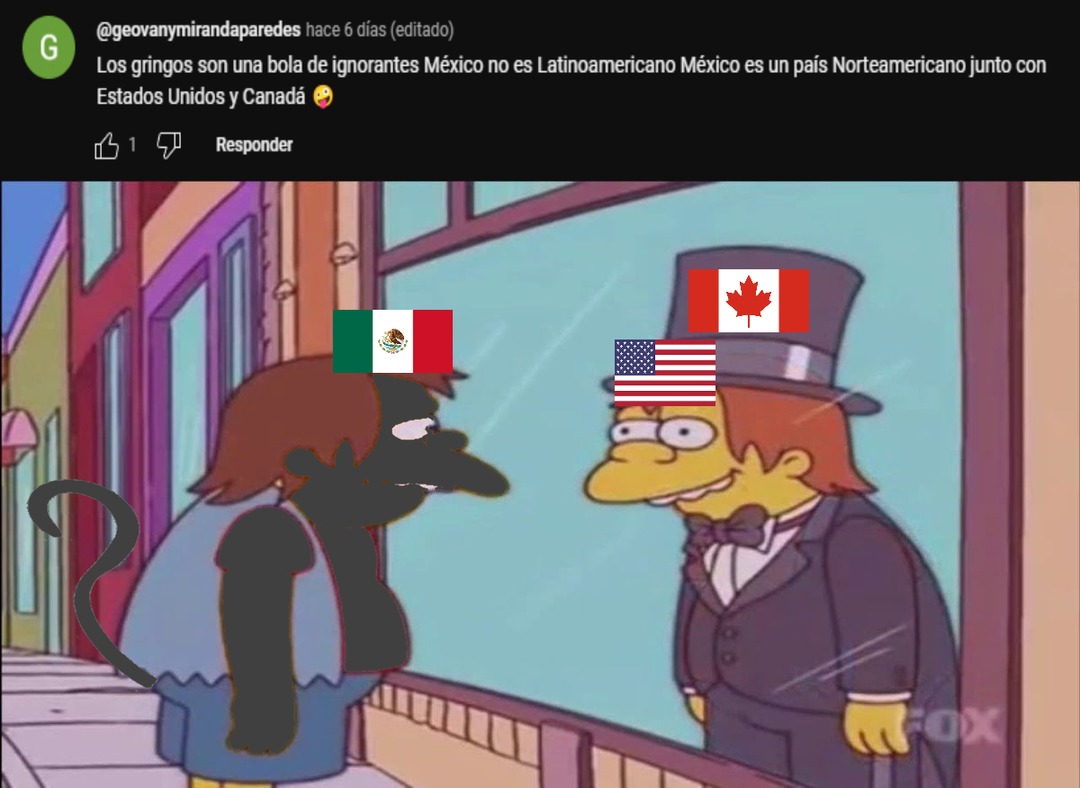 G
@geovanymirandaparedes hace 6 días (editado)
Los gringos son una bola de ignorantes México no es Latinoamericano México es un país Norteamericano junto con
Estados Unidos y Canadá 🤪
1 Responder
FOX